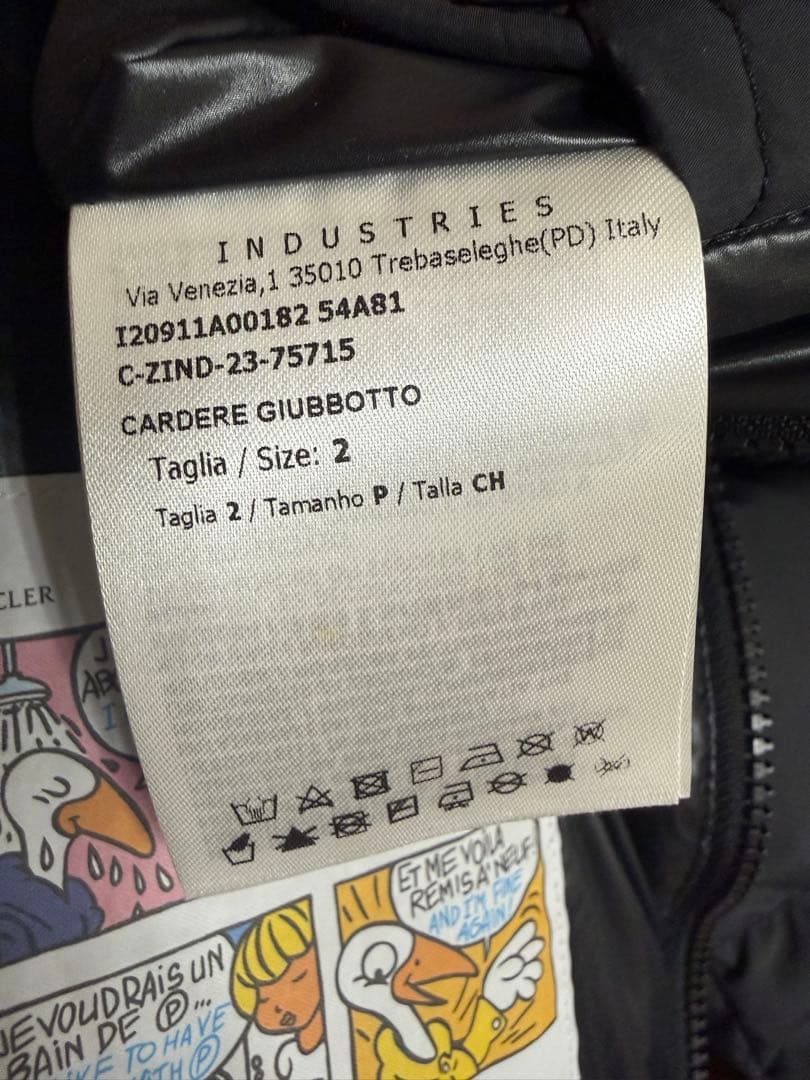 INDUSTRIES
Via Venezia,1 35010 Trebaseleghe(PD) Italy
I20911A00182 54A81
C-ZIND-23-75715
CARDERE GIUBBOTTO
Taglia / Size: 2
Taglia 2 / Tamanho P / Talla CH
CLER
J
AB
I
ET ME VOILÀ
REMIS À NEUF
AND I'M FINE
AGAIN!
JE VOUDRAIS UN
BAIN DE P...
LIKE TO HAVE